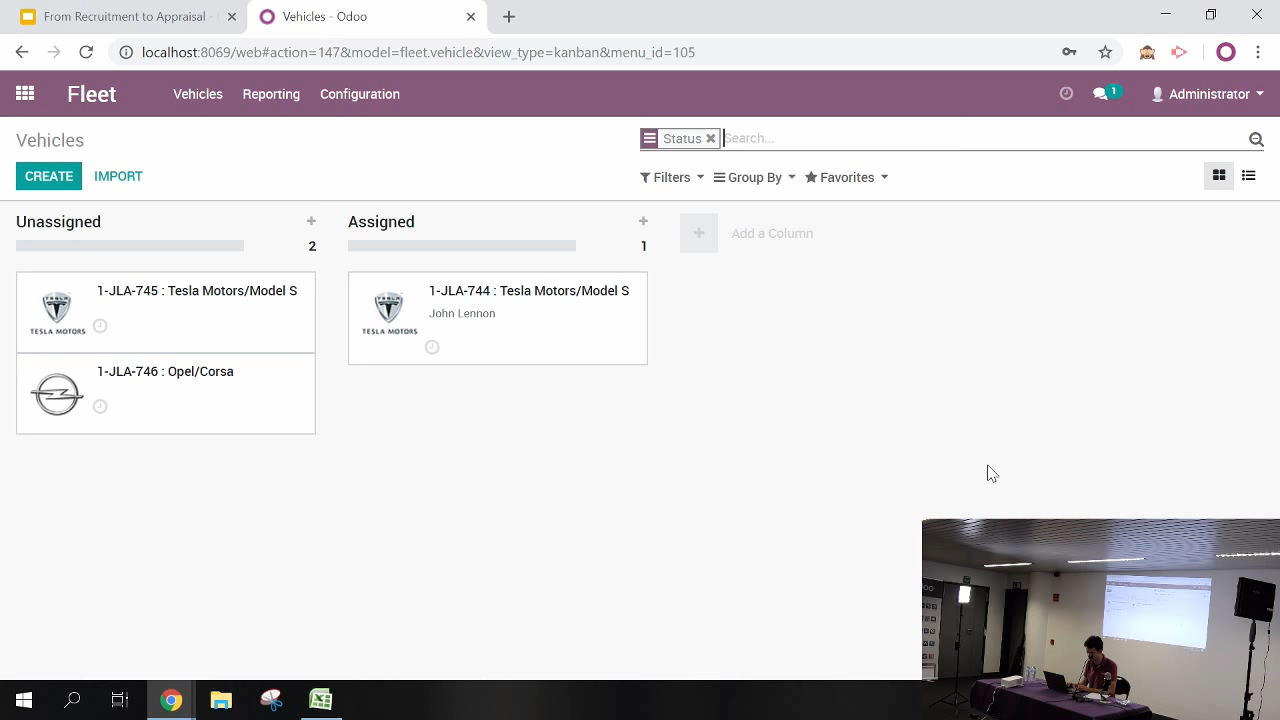 From Recruitment to Appraisal -
Vehicles - Odoo
localhost:8069/web#action=147&model=fleet.vehicle&view_type=kanban&menu_id=105
Fleet
Vehicles
Reporting
Configuration
1
Administrator
Vehicles
Status
Search...
CREATE
IMPORT
Filters
Group By
Favorites
Unassigned
2
Assigned
1
Add a Column
1-JLA-745 : Tesla Motors/Model S
TESLA
TESLA MOTORS
1-JLA-746 : Opel/Corsa
1-JLA-744 : Tesla Motors/Model S
John Lennon
TESLA
TESLA MOTORS